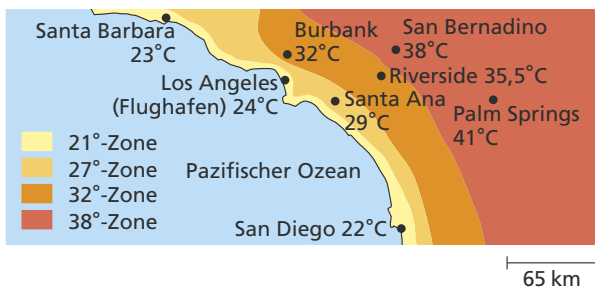 Santa Barbara
23°C
Burbank
32°C
San Bernadino
38°C
Riverside 35,5°C
Los Angeles
(Flughafen) 24°C
Santa Ana
29°C
Palm Springs
41°C
21°-Zone
27°-Zone
32°-Zone
38°-Zone
Pazifischer Ozean
San Diego 22°C
65 km